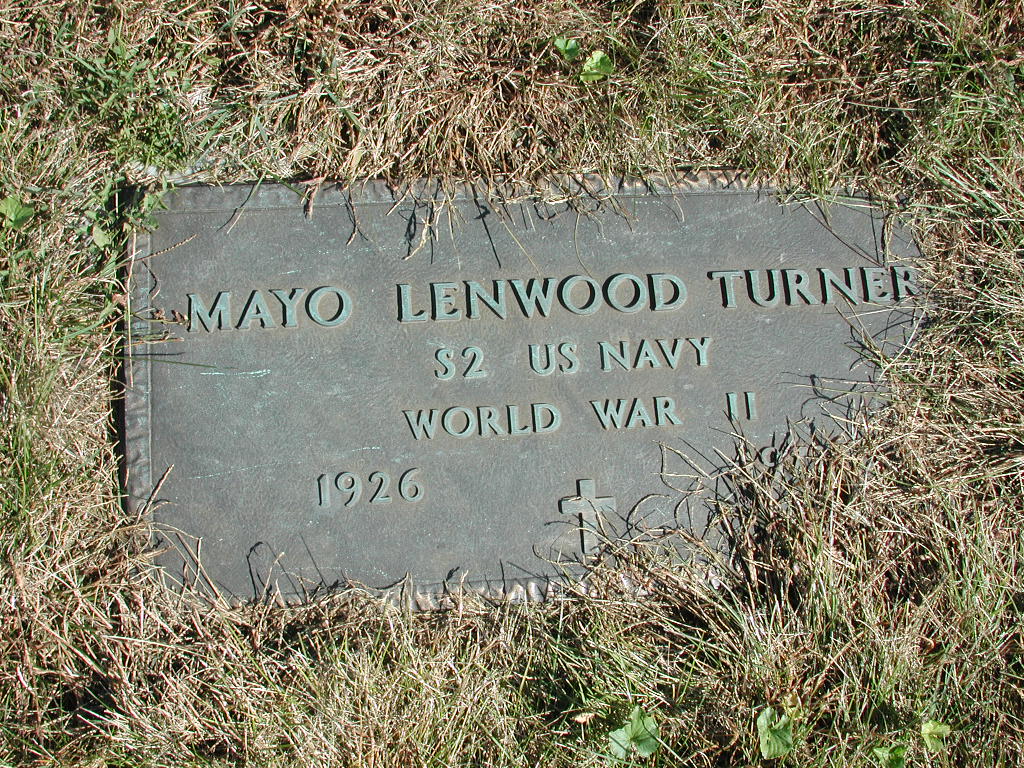 MAYO LENWOOD TURNER
S2 US NAVY
WORLD WAR II
1926